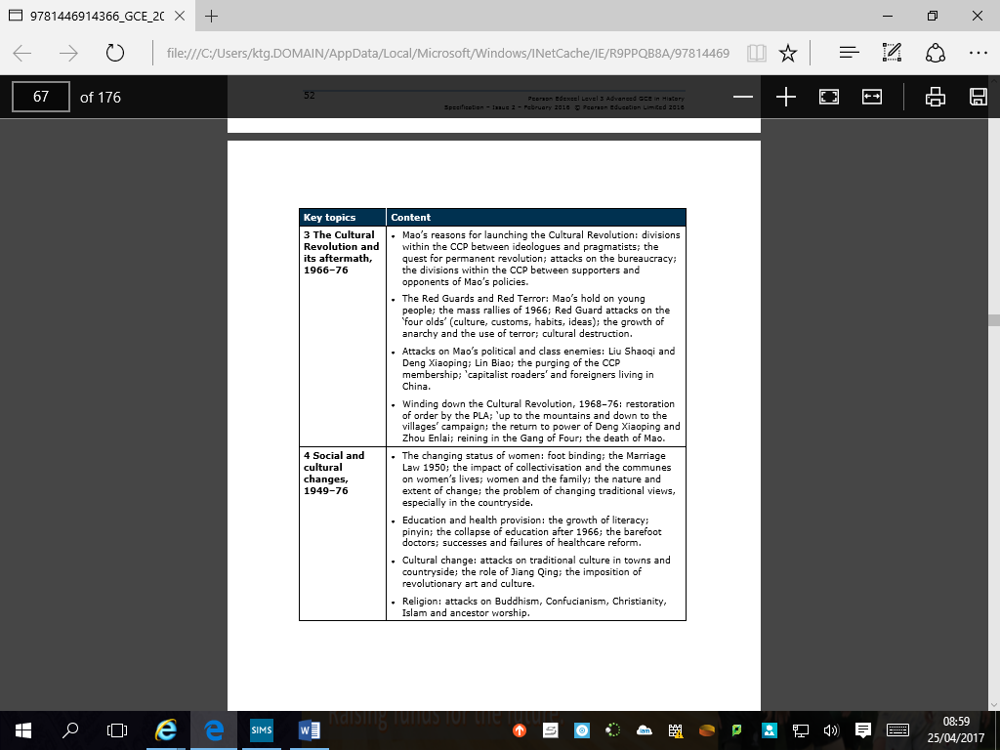 9781446914366_GCE_2C
file:///C:/Users/ktg.DOMAIN/AppData/Local/Microsoft/Windows/INetCache/IE/R9PPQB8A/97814469
67 of 176
52
Pearson Edexcel Level 3 Advanced GCE in History
Specification – Issue 2 – February 2016 © Pearson Education Limited 2016
Key topics Content
3 The Cultural Revolution and its aftermath, 1966–76
• Mao's reasons for launching the Cultural Revolution: divisions
within the CCP between ideologues and pragmatists; the
quest for permanent revolution; attacks on the bureaucracy;
the divisions within the CCP between supporters and
opponents of Mao's policies.
• The Red Guards and Red Terror: Mao's hold on young
people; the mass rallies of 1966; Red Guard attacks on the
'four olds' (culture, customs, habits, ideas); the growth of
anarchy and the use of terror; cultural destruction.
• Attacks on Mao's political and class enemies: Liu Shaoqi and
Deng Xiaoping; Lin Biao; the purging of the CCP
membership; 'capitalist roaders' and foreigners living in
China.
• Winding down the Cultural Revolution, 1968–76: restoration
of order by the PLA; 'up to the mountains and down to the
villages' campaign; the return to power of Deng Xiaoping and
Zhou Enlai; reining in the Gang of Four; the death of Mao.
4 Social and cultural changes, 1949–76
• The changing status of women: foot binding; the Marriage
Law 1950; the impact of collectivisation and the communes
on women's lives; women and the family; the nature and
extent of change; the problem of changing traditional views,
especially in the countryside.
• Education and health provision: the growth of literacy;
pinyin; the collapse of education after 1966; the barefoot
doctors; successes and failures of healthcare reform.
• Cultural change: attacks on traditional culture in towns and
countryside; the role of Jiang Qing; the imposition of
revolutionary art and culture.
• Religion: attacks on Buddhism, Confucianism, Christianity,
Islam and ancestor worship.
Raising funds for the future
SIMS
08:59
25/04/2017